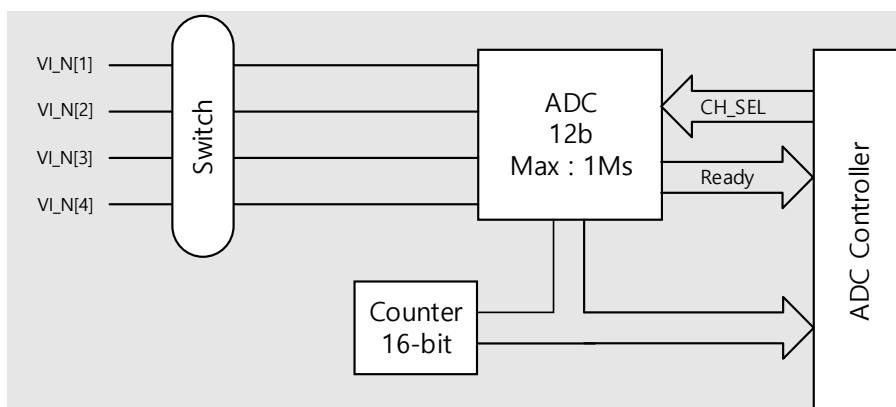 VI_N[1]
VI_N[2]
VI_N[3]
VI_N[4]
Switch
ADC
12b
Max : 1Ms
CH_SEL
Ready
Counter
16-bit
ADC Controller